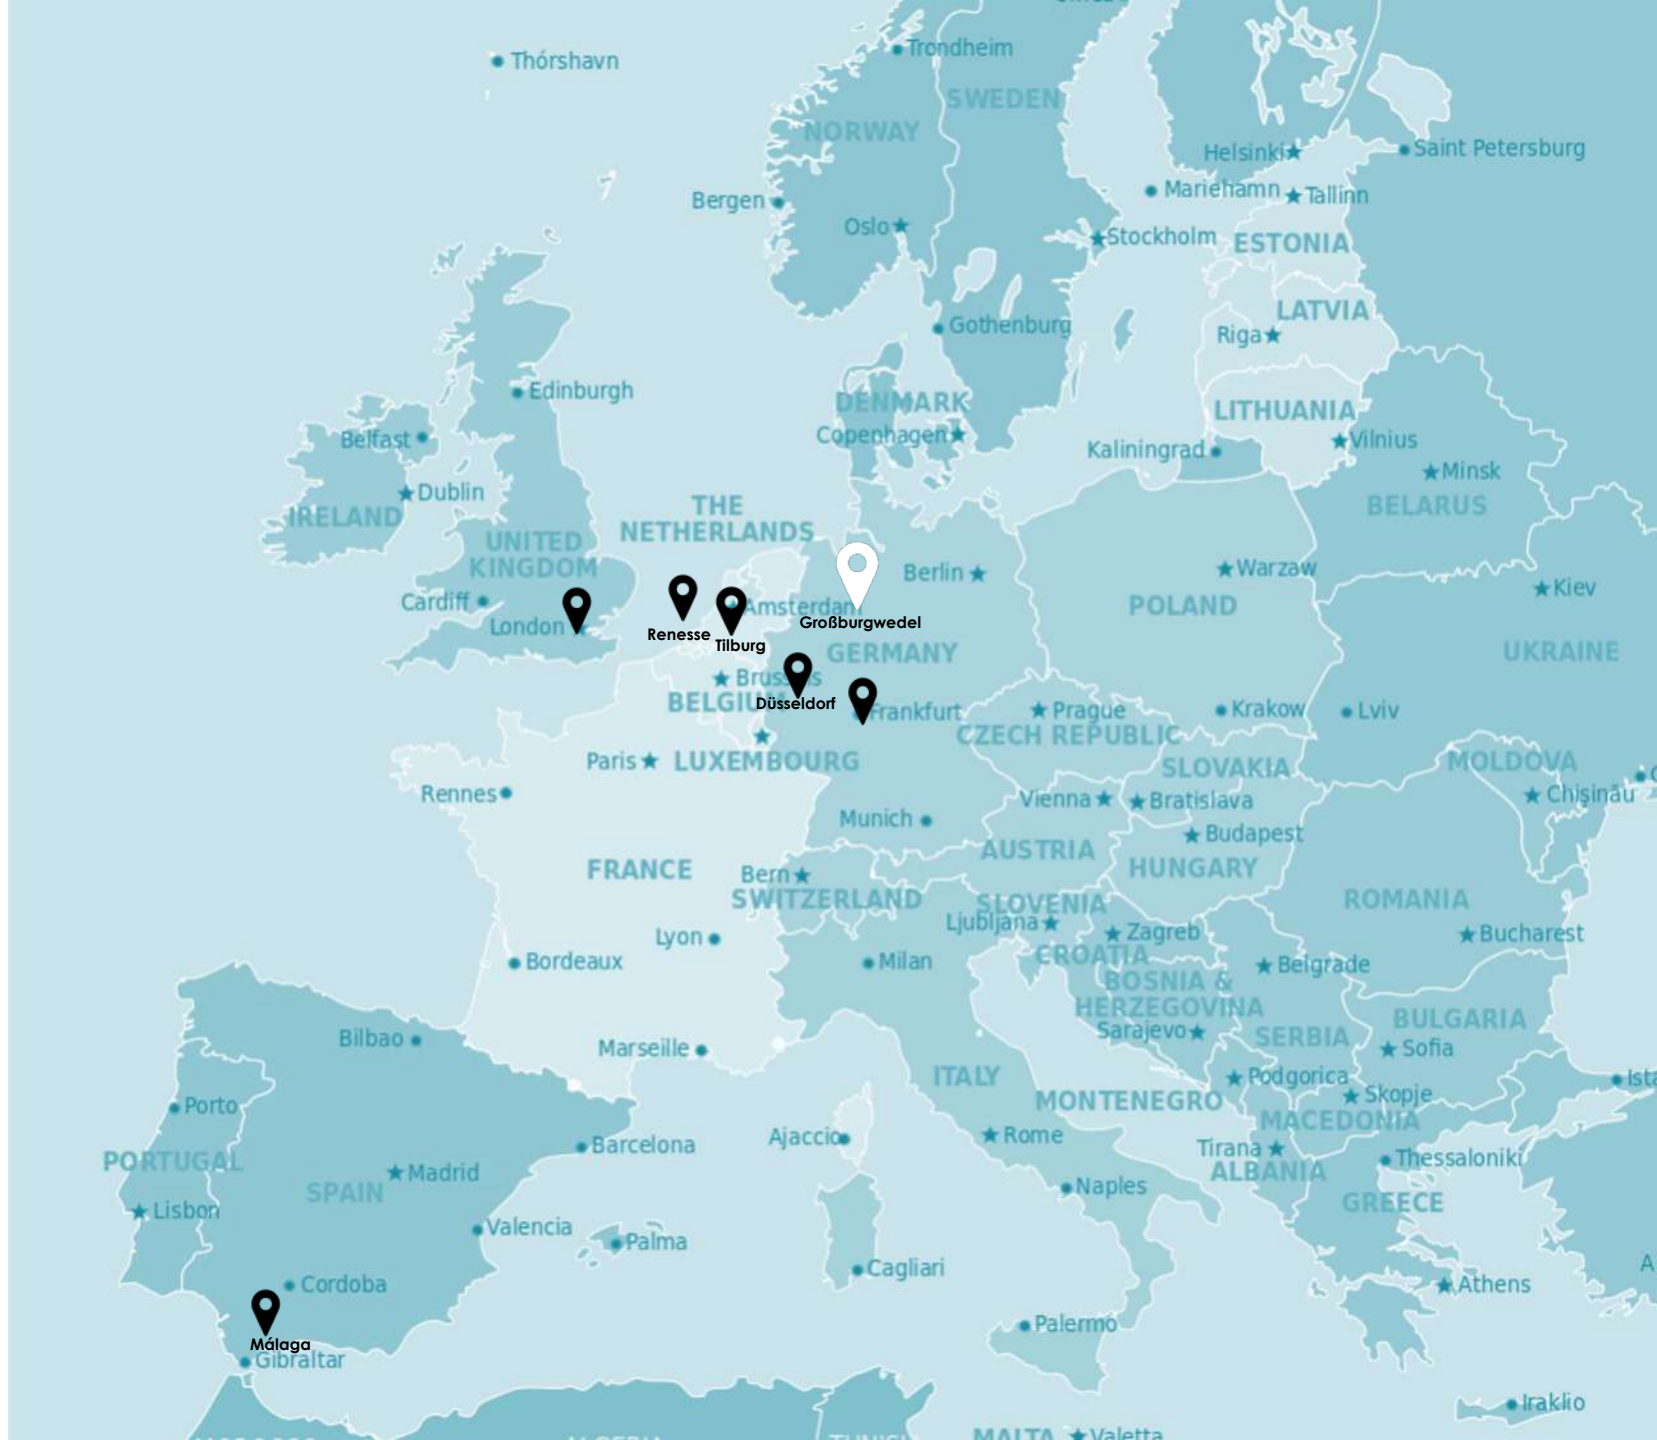 Thórshavn
Trondheim
SWEDEN
NORWAY
Helsinki
Saint Petersburg
Bergen
Mariehamn
Tallinn
Oslo
Stockholm
ESTONIA
LATVIA
Gothenburg
Riga
Edinburgh
DENMARK
LITHUANIA
Belfast
Copenhagen
Vilnius
Kaliningrad
Minsk
Dublin
BELARUS
IRELAND
THE
NETHERLANDS
UNITED
KINGDOM
Berlin
Warsaw
Kiev
Cardiff
Amsterdam
POLAND
London
Großburgwedel
Renesse
Tilburg
GERMANY
UKRAINE
Brussels
BELGIUM
Düsseldorf
Frankfurt
Prague
Krakow
Lviv
CZECH REPUBLIC
Paris
LUXEMBOURG
SLOVAKIA
MOLDOVA
Rennes
Vienna
Bratislava
Chișinău
Munich
Budapest
AUSTRIA
FRANCE
Bern
HUNGARY
SWITZERLAND
SLOVENIA
ROMANIA
Ljubljana
Zagreb
Bucharest
Lyon
CROATIA
Bordeaux
Milan
Belgrade
BOSNIA &
HERZEGOVINA
BULGARIA
Sarajevo
SERBIA
Bilbao
Marseille
Sofia
ITALY
Podgorica
Skopje
MONTENEGRO
Porto
MACEDONIA
Ajaccio
Rome
Barcelona
Tirana
Thessaloniki
PORTUGAL
ALBANIA
Madrid
SPAIN
Naples
GREECE
Lisbon
Valencia
Palma
Cagliari
Cordoba
Athens
Palermo
Málaga
Gibraltar
Iraklio
MALTA
Valetta